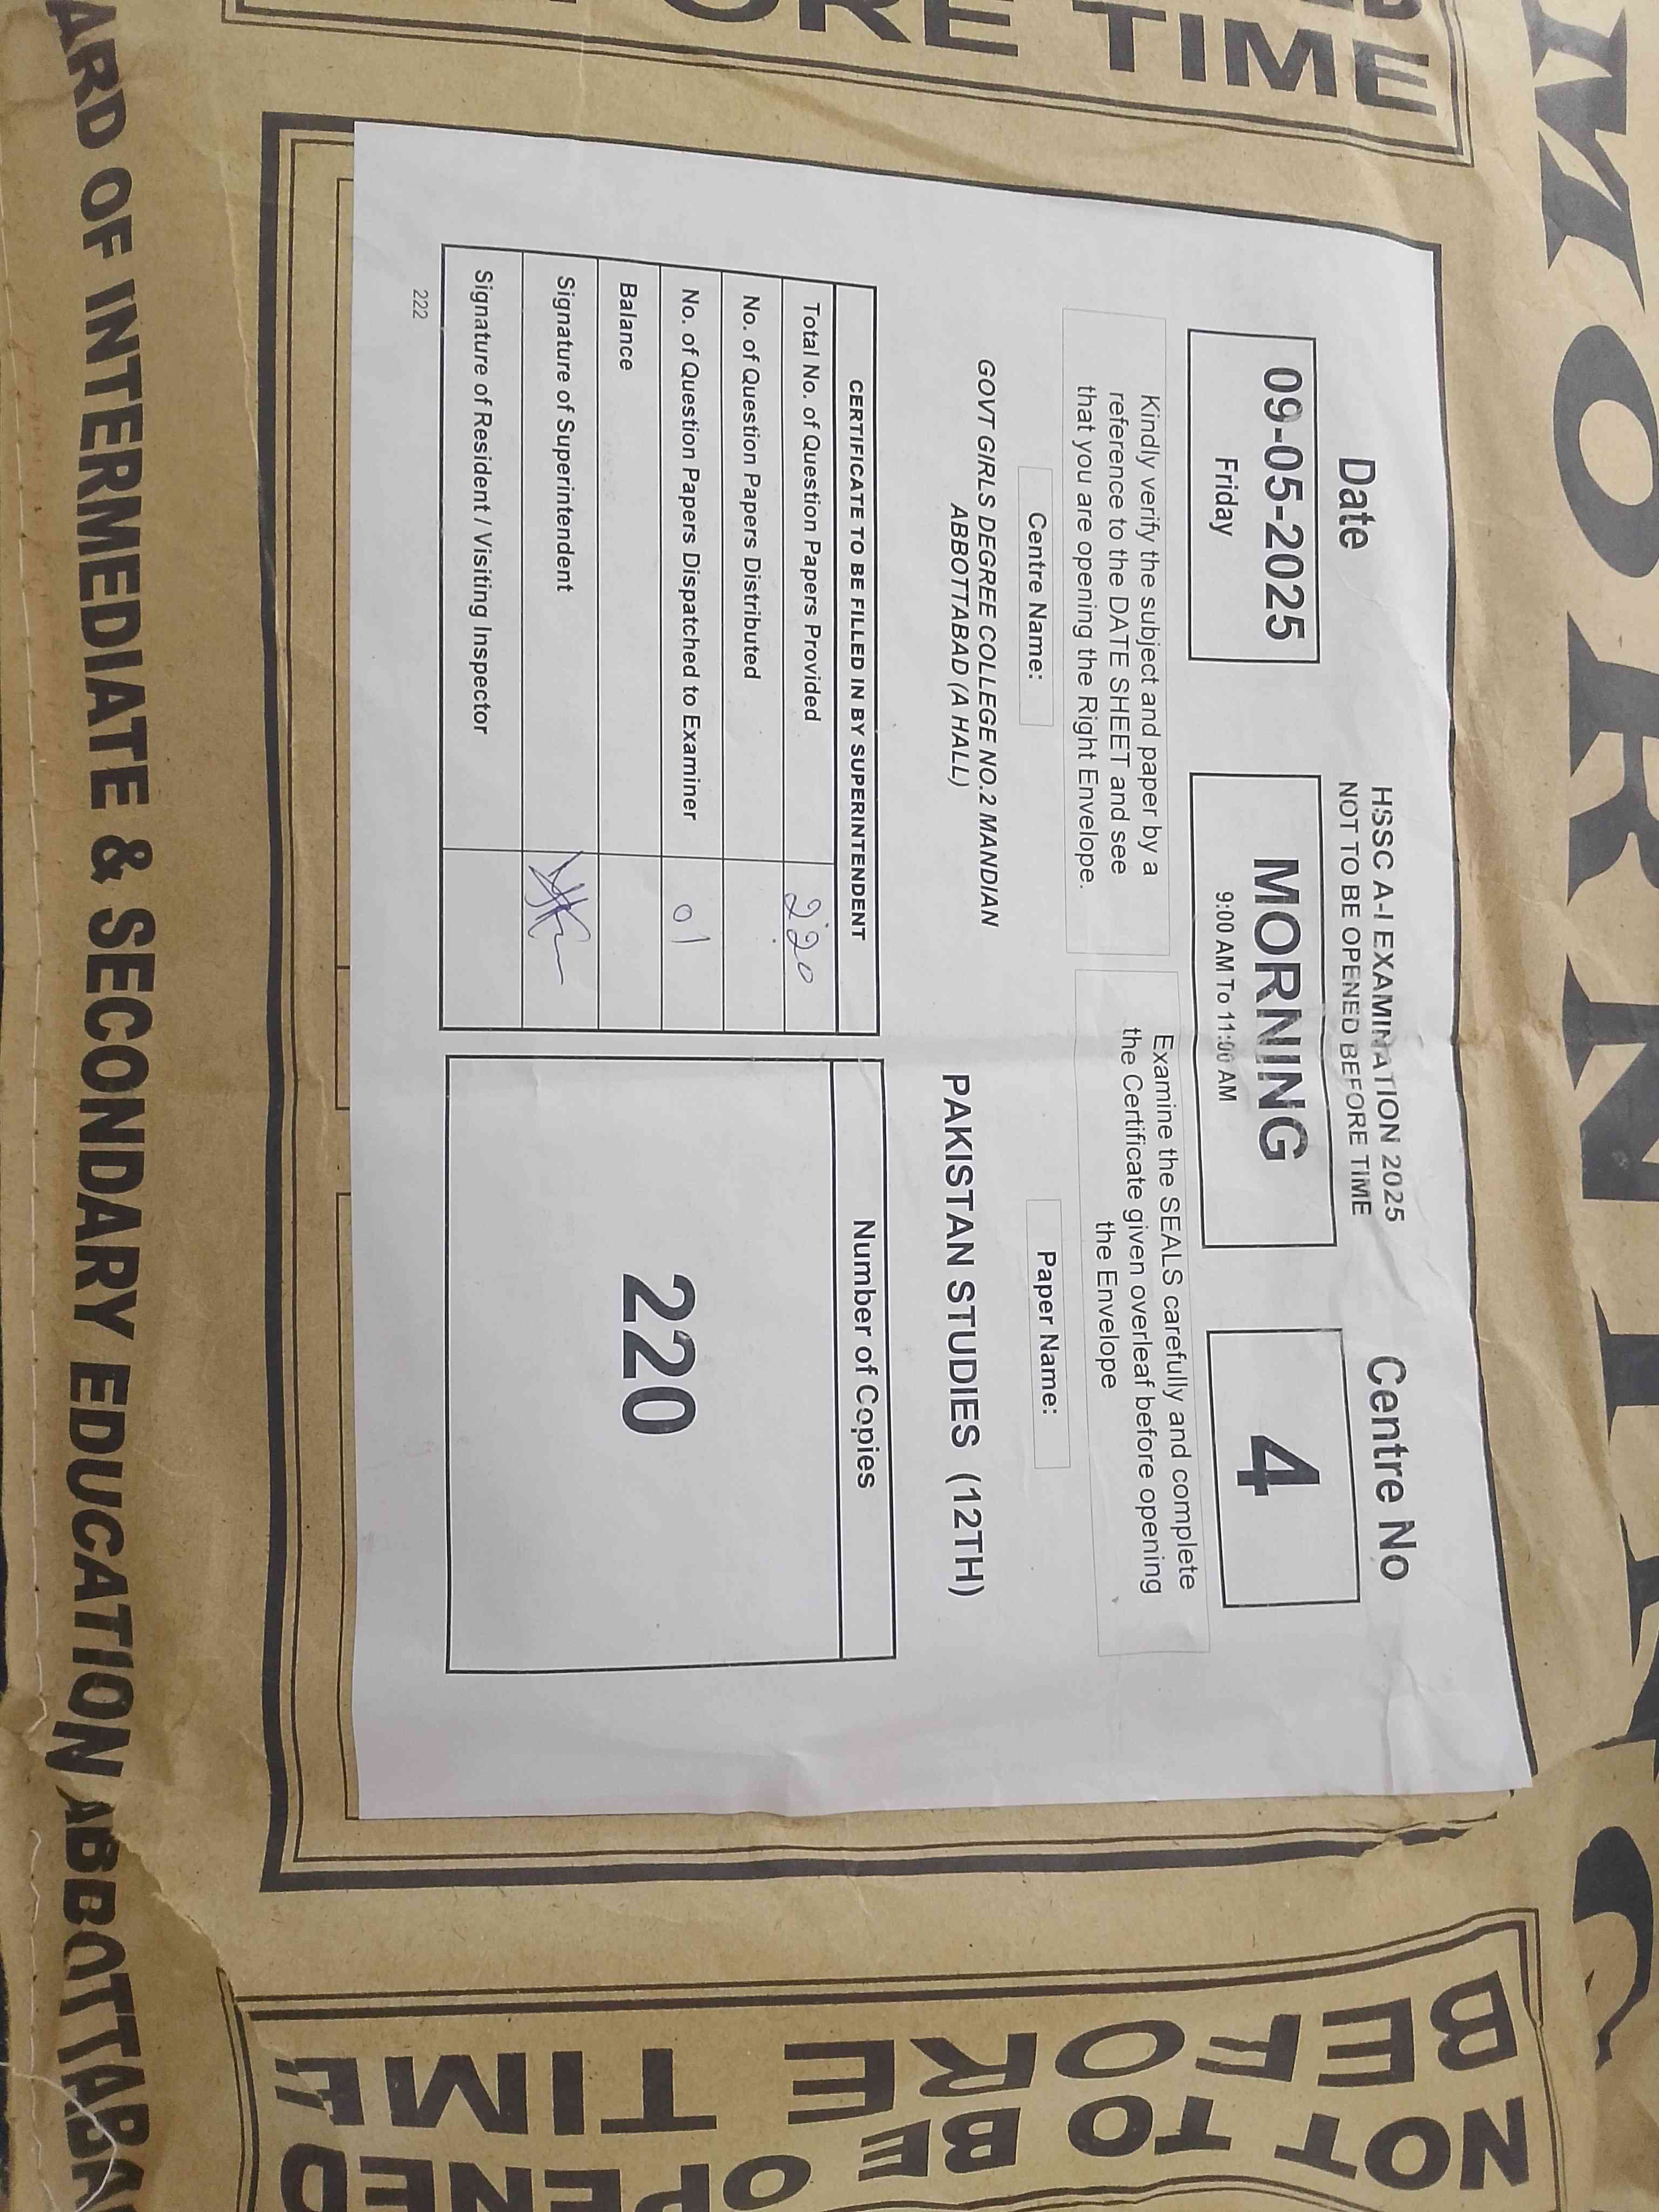 MORNING
BEFORE TIME
HSSC A-I EXAMINATION 2025
NOT TO BE OPENED BEFORE TIME
Date
09-05-2025
Friday
MORNING
9:00 AM To 11:00 AM
Centre No
4
Kindly verify the subject and paper by a
reference to the DATE SHEET and see
that you are opening the Right Envelope.
Examine the SEALS carefully and complete
the Certificate given overleaf before opening
the Envelope
Centre Name:
GOVT GIRLS DEGREE COLLEGE NO.2 MANDIAN
ABBOTTABAD (A HALL)
Paper Name:
PAKISTAN STUDIES (12TH)
CERTIFICATE TO BE FILLED IN BY SUPERINTENDENT
Total No. of Question Papers Provided 220
No. of Question Papers Distributed
No. of Question Papers Dispatched to Examiner 01
Balance
Signature of Superintendent
Signature of Resident / Visiting Inspector
Number of Copies
220
222
NOT TO BE OPENED
BEFORE TIME
BOARD OF INTERMEDIATE & SECONDARY EDUCATION ABBOTTABAD